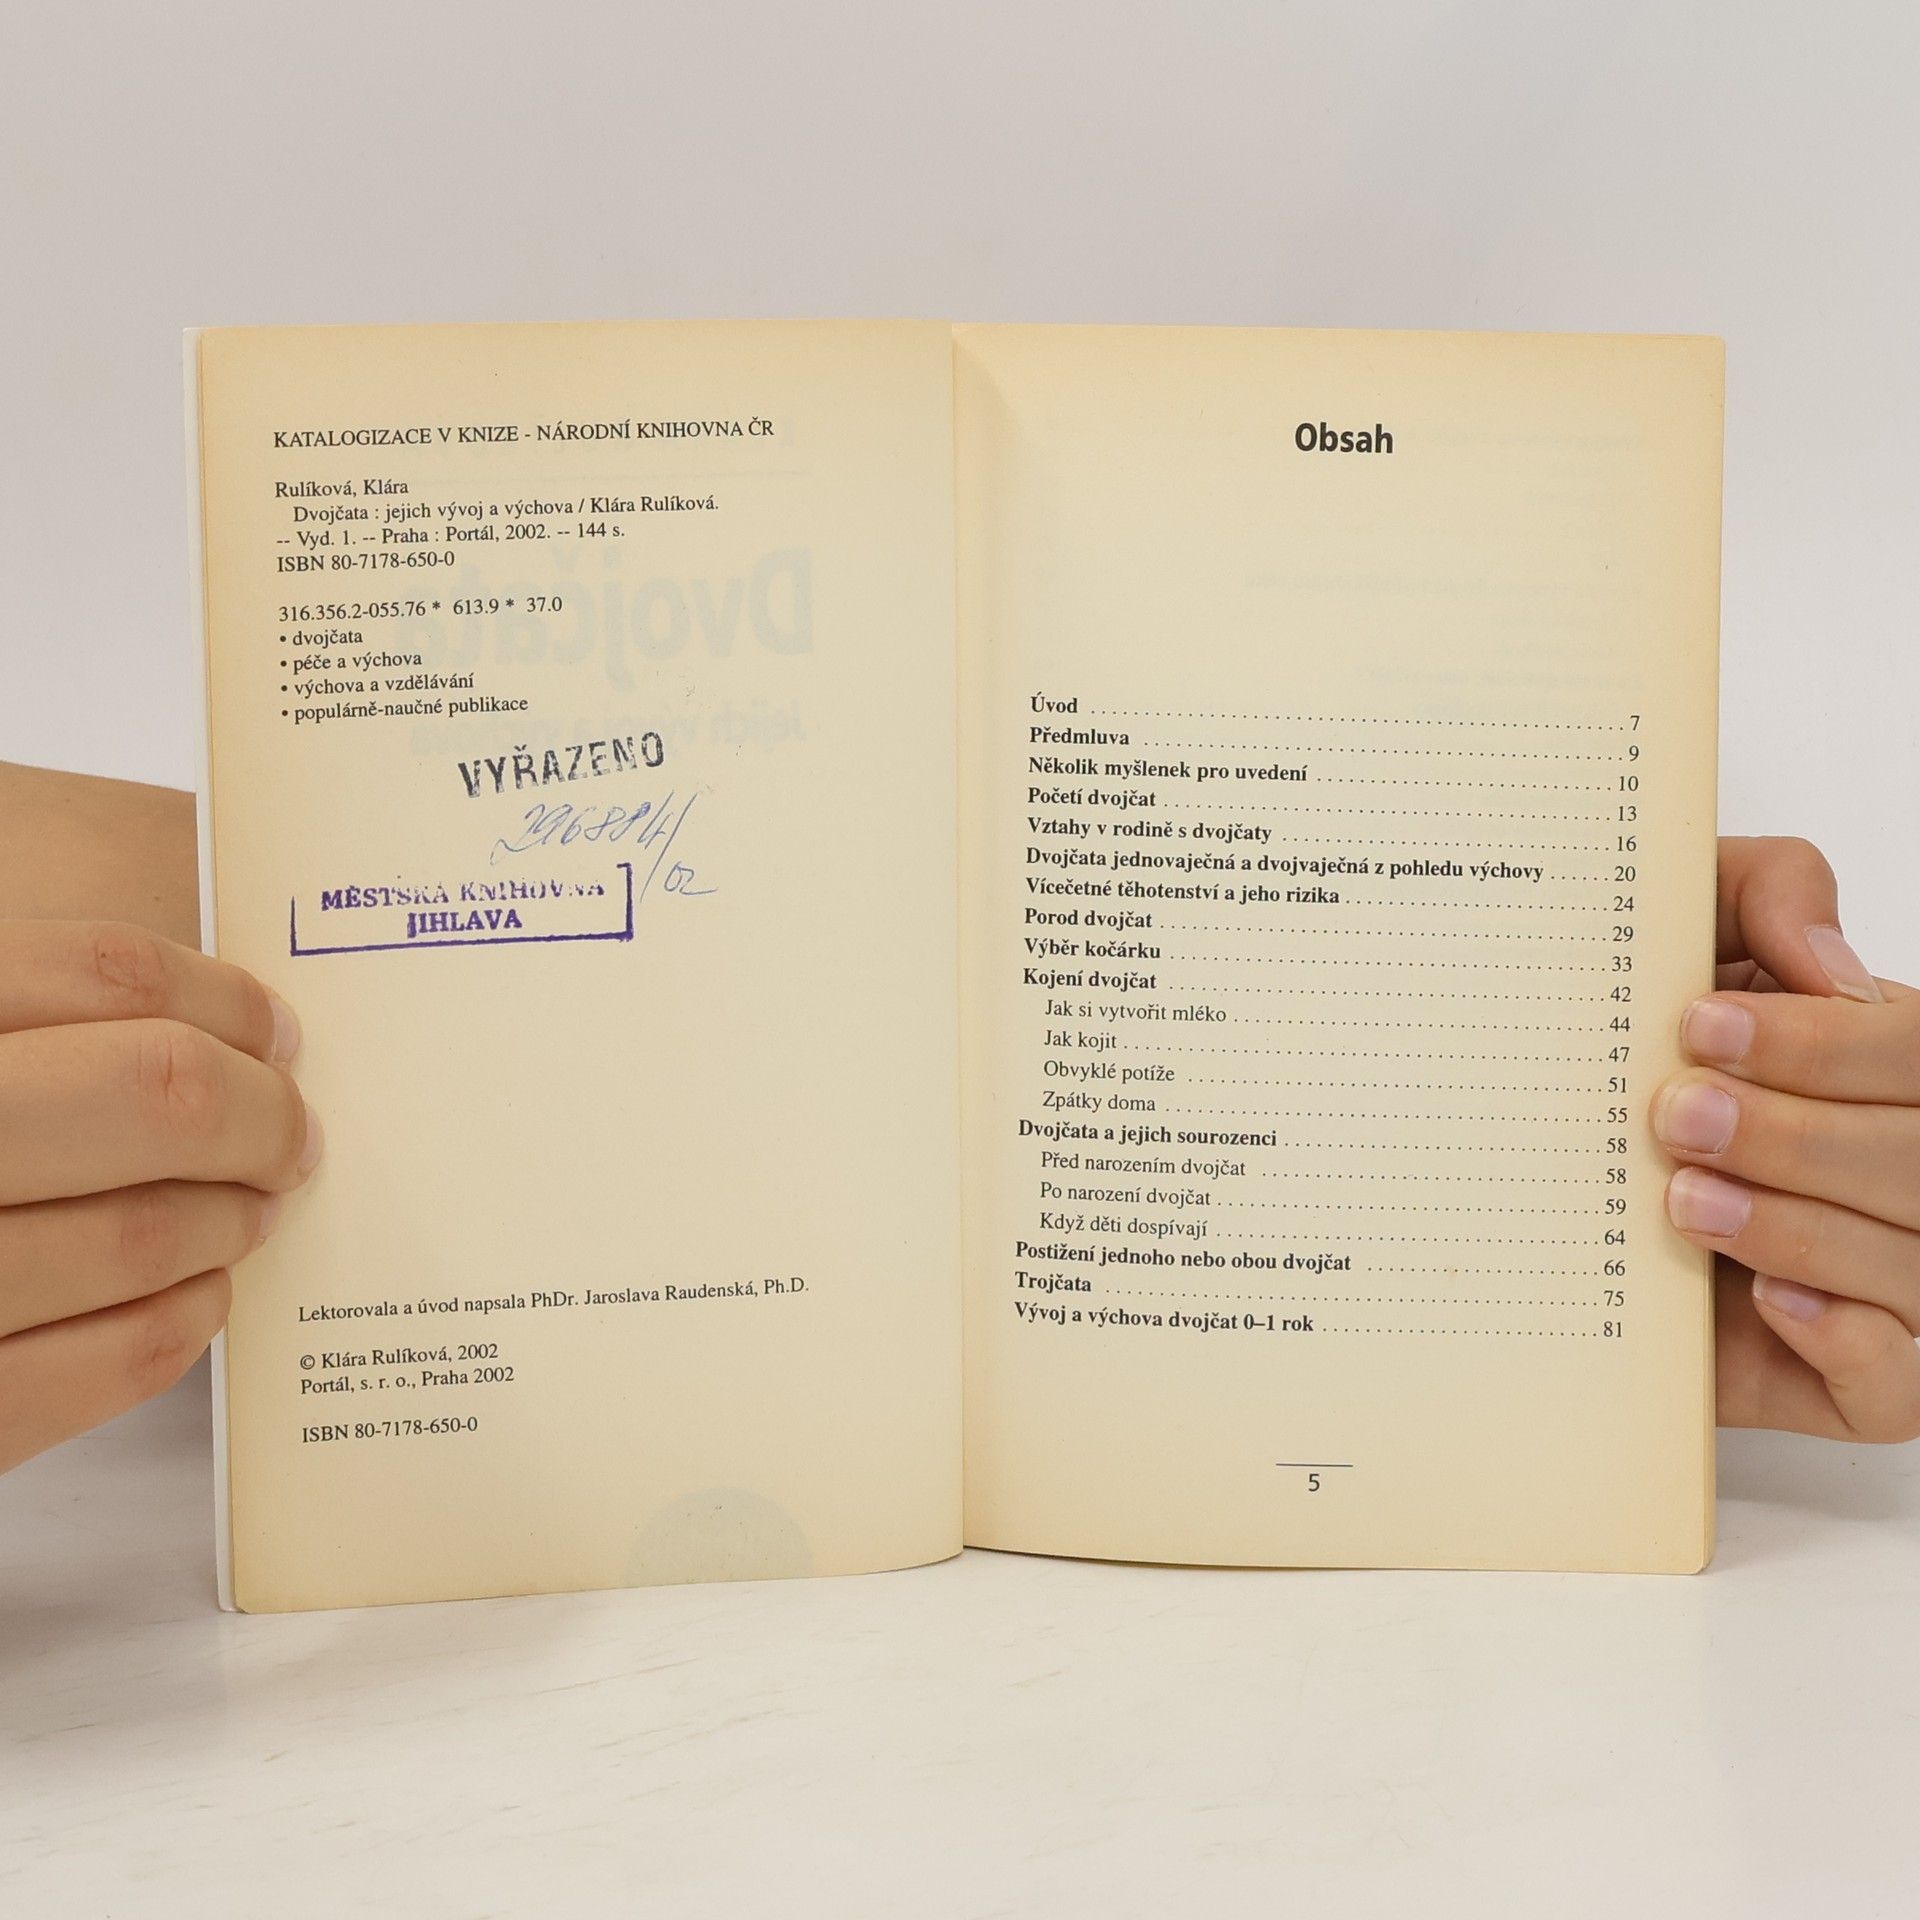 KATALOGIZACE V KNIZE - NÁRODNÍ KNIHOVNA ČR
Rulíková, Klára
Dvojčata : jejich vývoj a výchova / Klára Rulíková.
-- Vyd. 1. -- Praha : Portál, 2002. -- 144 s.
ISBN 80-7178-650-0
316.356.2-055.76 * 613.9 * 37.0
• dvojčata
• péče a výchova
• výchova a vzdělávání
• populárně-naučné publikace
VYŘAZENO
MĚSTSKÁ KNIHOVNA
JIHLAVA
Lektorovala a úvod napsala PhDr. Jaroslava Raudenská, Ph.D.
© Klára Rulíková, 2002
Portál, s. r. o., Praha 2002
ISBN 80-7178-650-0
Obsah
Úvod ..... 7
Předmluva ..... 9
Několik myšlenek pro uvedení ..... 10
Početí dvojčat ..... 13
Vztahy v rodině s dvojčaty ..... 16
Dvojčata jednovaječná a dvojvaječná z pohledu výchovy ...... 20
Vícečetné těhotenství a jeho rizika ..... 24
Porod dvojčat ..... 29
Výběr kočárku ..... 33
Kojení dvojčat ..... 42
Jak si vytvořit mléko ..... 44
Jak kojit ..... 47
Obvyklé potíže ..... 51
Zpátky doma ..... 55
Dvojčata a jejich sourozenci ..... 58
Před narozením dvojčat ..... 58
Po narození dvojčat ..... 59
Když děti dospívají ..... 64
Postižení jednoho nebo obou dvojčat ..... 66
Trojčata ..... 75
Vývoj a výchova dvojčat 0–1 rok ..... 81
5